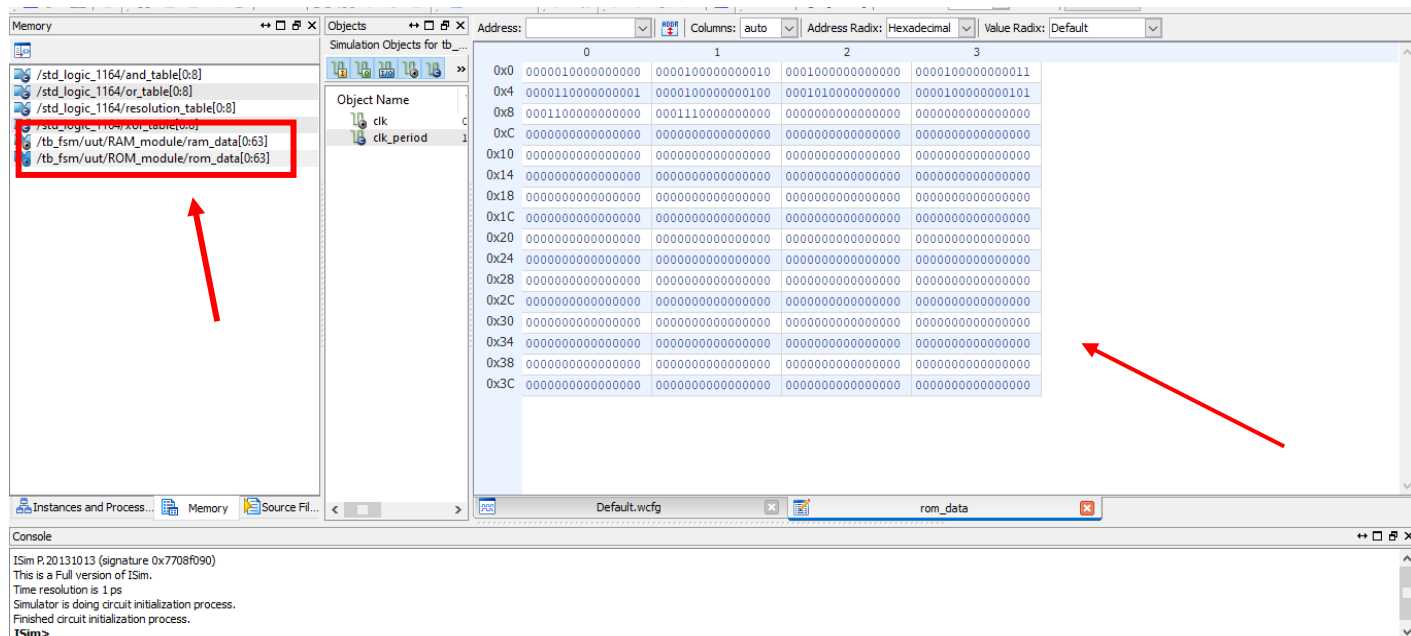 Memory
Objects
Address:
Columns: auto
Address Radix: Hexadecimal
Value Radix: Default
Simulation Objects for tb_...
/std_logic_1164/and_table[0:8]
/std_logic_1164/or_table[0:8]
/std_logic_1164/resolution_table[0:8]
/std_logic_1164/xor_table[0:8]
/tb_fsm/uut/RAM_module/ram_data[0:63]
/tb_fsm/uut/ROM_module/rom_data[0:63]
»
Object Name
clk
clk_period 1
0 1 2 3
0x0 0000010000000000 0000100000000010 0001000000000000 0000100000000011
0x4 0000110000000001 0000100000000100 0001010000000000 0000100000000101
0x8 0001100000000000 0001110000000000 0000000000000000 0000000000000000
0xC 0000000000000000 0000000000000000 0000000000000000 0000000000000000
0x10 0000000000000000 0000000000000000 0000000000000000 0000000000000000
0x14 0000000000000000 0000000000000000 0000000000000000 0000000000000000
0x18 0000000000000000 0000000000000000 0000000000000000 0000000000000000
0x1C 0000000000000000 0000000000000000 0000000000000000 0000000000000000
0x20 0000000000000000 0000000000000000 0000000000000000 0000000000000000
0x24 0000000000000000 0000000000000000 0000000000000000 0000000000000000
0x28 0000000000000000 0000000000000000 0000000000000000 0000000000000000
0x2C 0000000000000000 0000000000000000 0000000000000000 0000000000000000
0x30 0000000000000000 0000000000000000 0000000000000000 0000000000000000
0x34 0000000000000000 0000000000000000 0000000000000000 0000000000000000
0x38 0000000000000000 0000000000000000 0000000000000000 0000000000000000
0x3C 0000000000000000 0000000000000000 0000000000000000 0000000000000000
Instances and Process... Memory Source Fil...
Default.wcfg
rom_data
Console
ISim P.20131013 (signature 0x7708f090)
This is a Full version of ISim.
Time resolution is 1 ps
Simulator is doing circuit initialization process.
Finished circuit initialization process.
ISim>